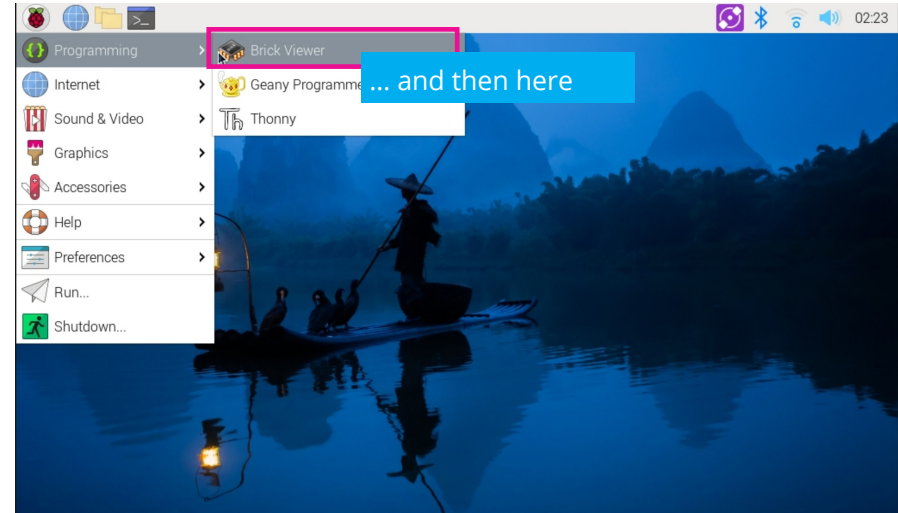 02:23
Programming
Brick Viewer
... and then here
Internet
Geany Programme
Sound & Video
Thonny
Graphics
Accessories
Help
Preferences
Run...
Shutdown...